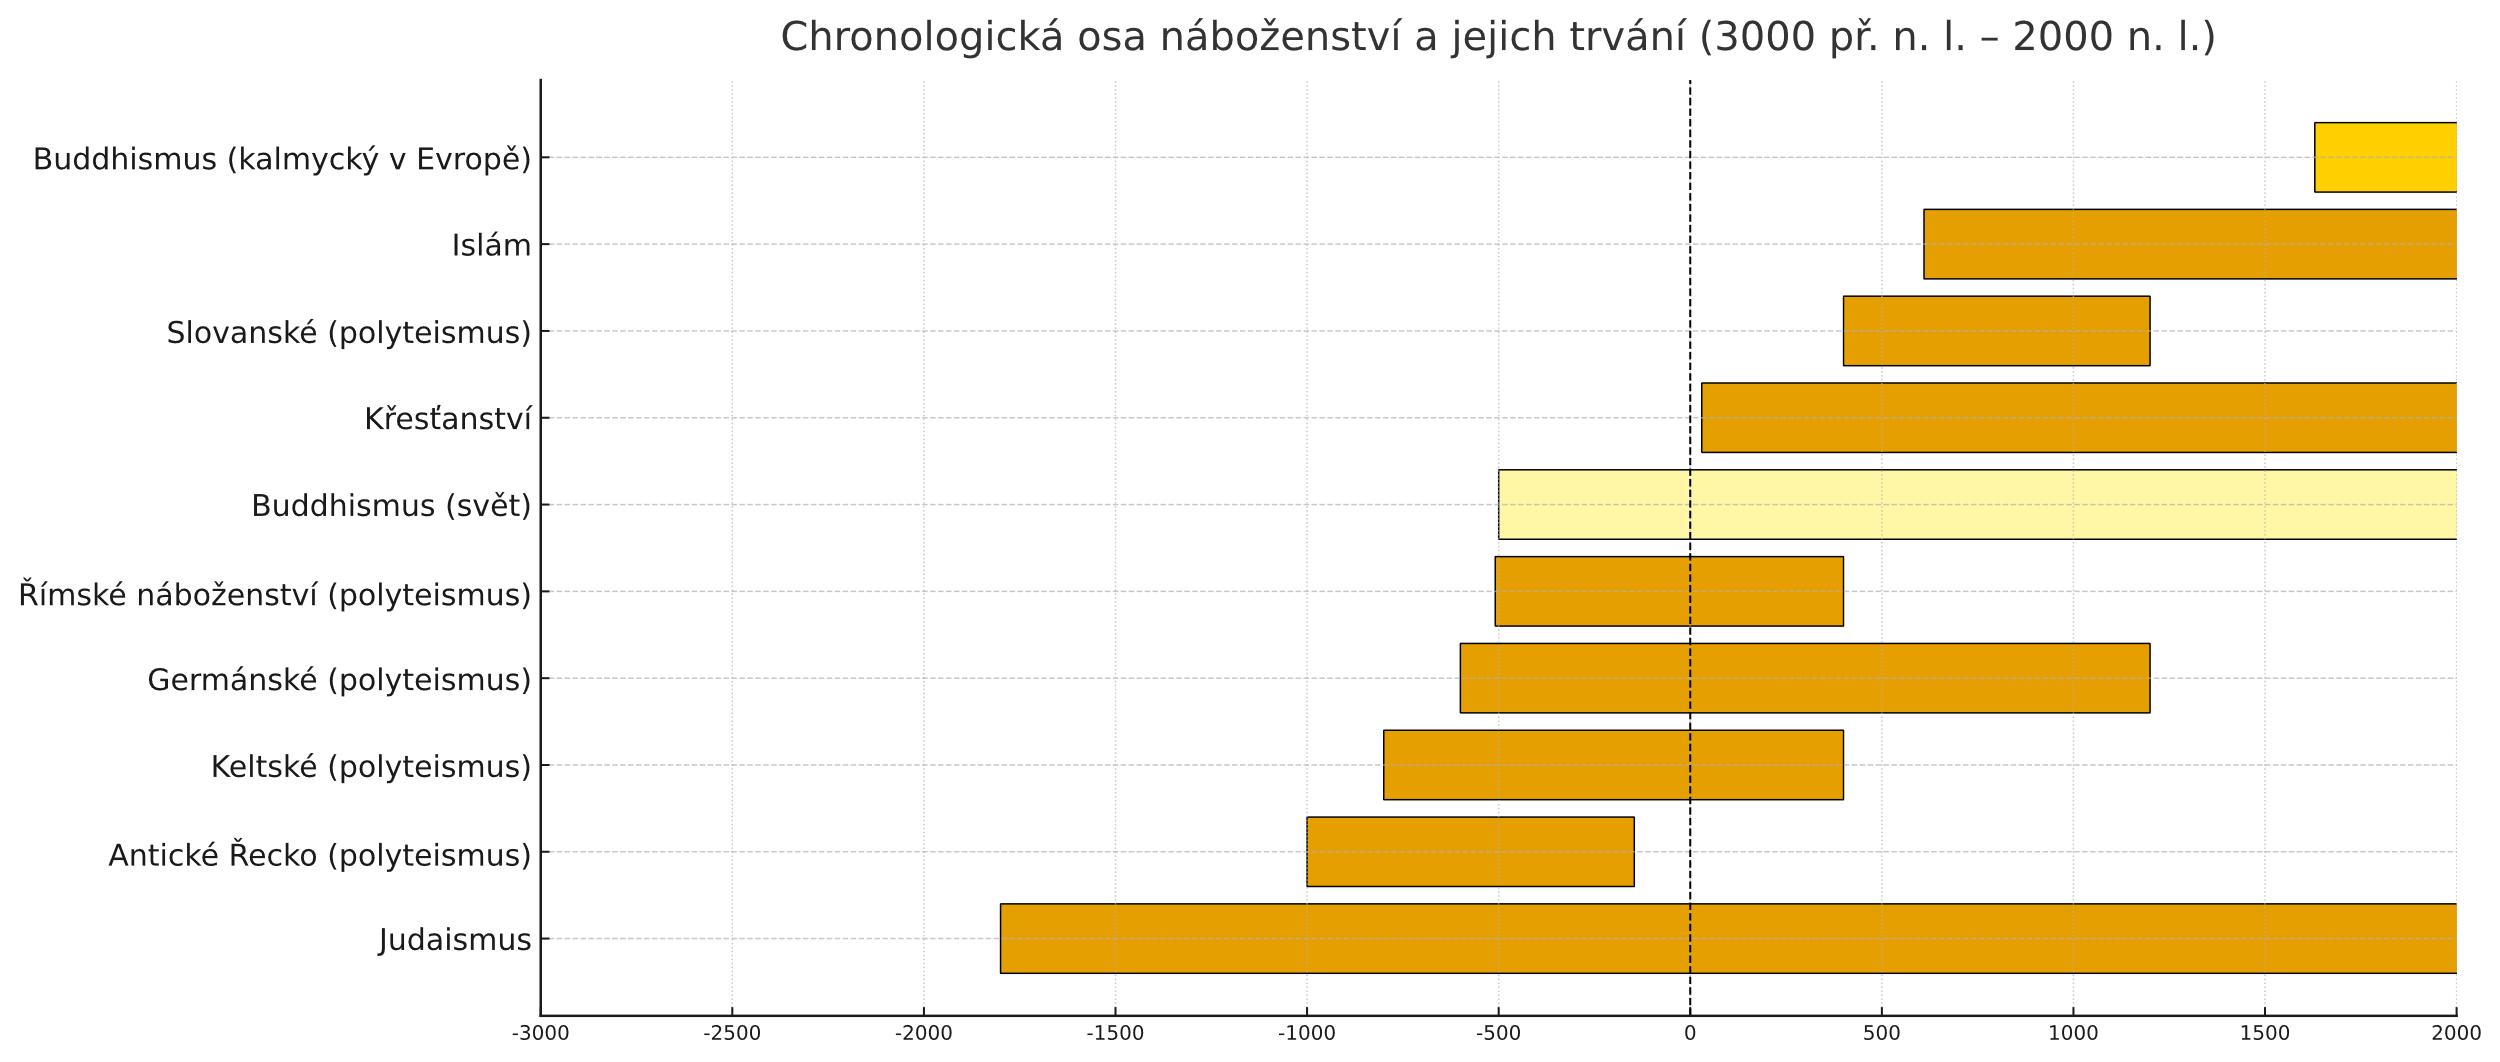 Chronologická osa náboženství a jejich trvání (3000 př. n. l. – 2000 n. l.)
Buddhismus (kalmycký v Evropě)
Islám
Slovanské (polyteismus)
Křesťanství
Buddhismus (svět)
Římské náboženství (polyteismus)
Germánské (polyteismus)
Keltské (polyteismus)
Antické Řecko (polyteismus)
Judaismus
-3000 -2500 -2000 -1500 -1000 -500 0 500 1000 1500 2000